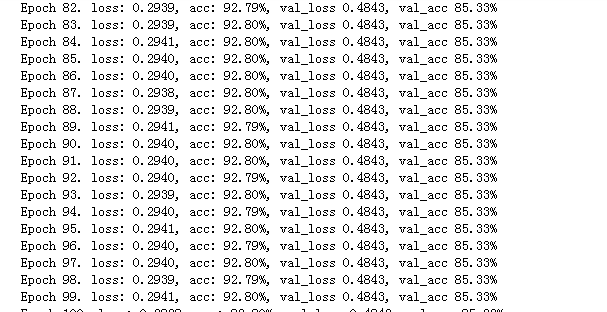 Epoch 82. loss: 0.2939, acc: 92.79%, val_loss 0.4843, val_acc 85.33%
Epoch 83. loss: 0.2939, acc: 92.80%, val_loss 0.4843, val_acc 85.33%
Epoch 84. loss: 0.2941, acc: 92.79%, val_loss 0.4843, val_acc 85.33%
Epoch 85. loss: 0.2940, acc: 92.80%, val_loss 0.4843, val_acc 85.33%
Epoch 86. loss: 0.2940, acc: 92.80%, val_loss 0.4843, val_acc 85.33%
Epoch 87. loss: 0.2938, acc: 92.80%, val_loss 0.4843, val_acc 85.33%
Epoch 88. loss: 0.2939, acc: 92.80%, val_loss 0.4843, val_acc 85.33%
Epoch 89. loss: 0.2941, acc: 92.79%, val_loss 0.4843, val_acc 85.33%
Epoch 90. loss: 0.2940, acc: 92.80%, val_loss 0.4843, val_acc 85.33%
Epoch 91. loss: 0.2940, acc: 92.80%, val_loss 0.4843, val_acc 85.33%
Epoch 92. loss: 0.2940, acc: 92.79%, val_loss 0.4843, val_acc 85.33%
Epoch 93. loss: 0.2939, acc: 92.80%, val_loss 0.4843, val_acc 85.33%
Epoch 94. loss: 0.2940, acc: 92.79%, val_loss 0.4843, val_acc 85.33%
Epoch 95. loss: 0.2941, acc: 92.80%, val_loss 0.4843, val_acc 85.33%
Epoch 96. loss: 0.2940, acc: 92.79%, val_loss 0.4843, val_acc 85.33%
Epoch 97. loss: 0.2940, acc: 92.80%, val_loss 0.4843, val_acc 85.33%
Epoch 98. loss: 0.2939, acc: 92.79%, val_loss 0.4843, val_acc 85.33%
Epoch 99. loss: 0.2941, acc: 92.80%, val_loss 0.4843, val_acc 85.33%